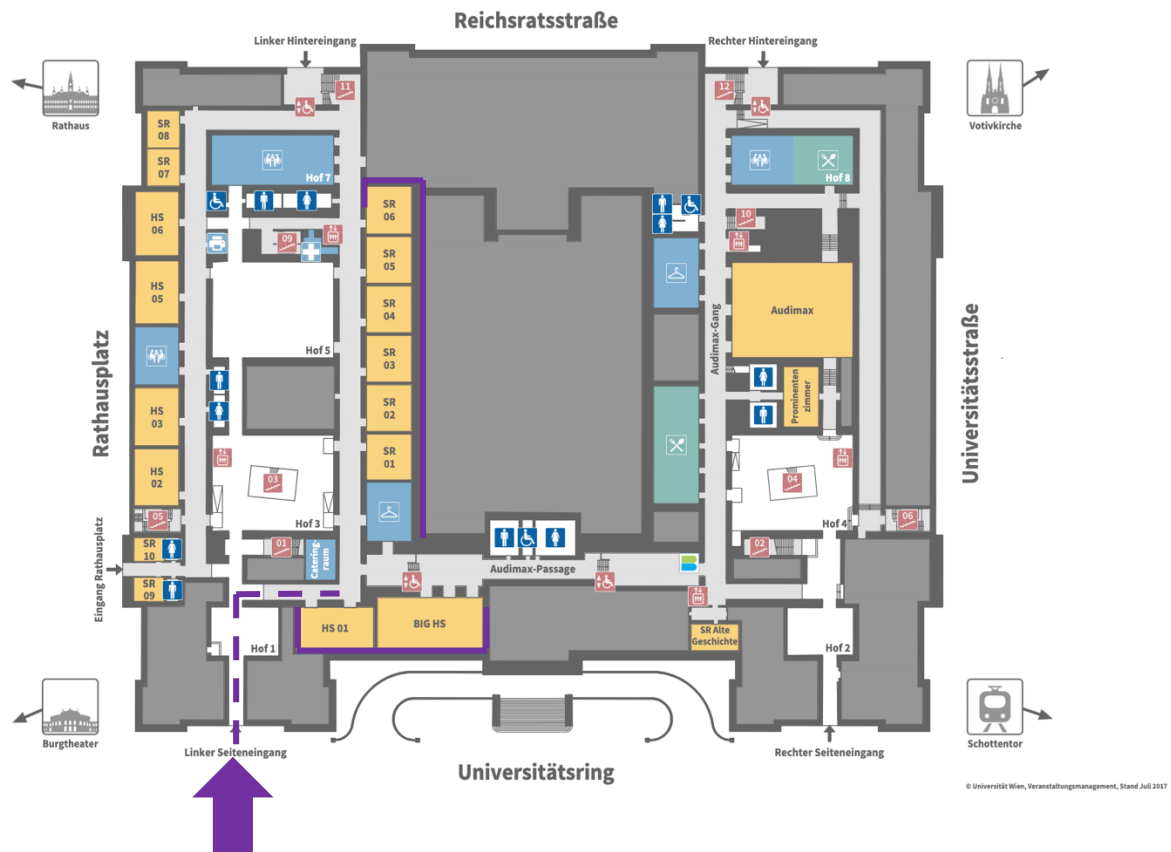 Reichsratsstraße
Linker Hintereingang
Rechter Hintereingang
Rathaus
Votivkirche
11
12
SR
08
SR
07
Hof 7
Hof 8
HS
06
SR
06
10
09
SR
05
HS
05
SR
04
Audimax
Audimax-Gang
Hof 5
SR
03
Rathausplatz
Universitätsstraße
Prominenten
zimmer
HS
03
SR
02
HS
02
SR
01
03
04
05
Hof 3
Hof 4
06
SR
10
01
Catering-
raum
02
Audimax-Passage
Eingang Rathausplatz
SR
09
HS 01
BIG HS
SR Alte
Geschichte
Hof 1
Hof 2
Burgtheater
Schottentor
Linker Seiteneingang
Rechter Seiteneingang
Universitätsring
© Universität Wien, Veranstaltungsmanagement, Stand Juli 2017